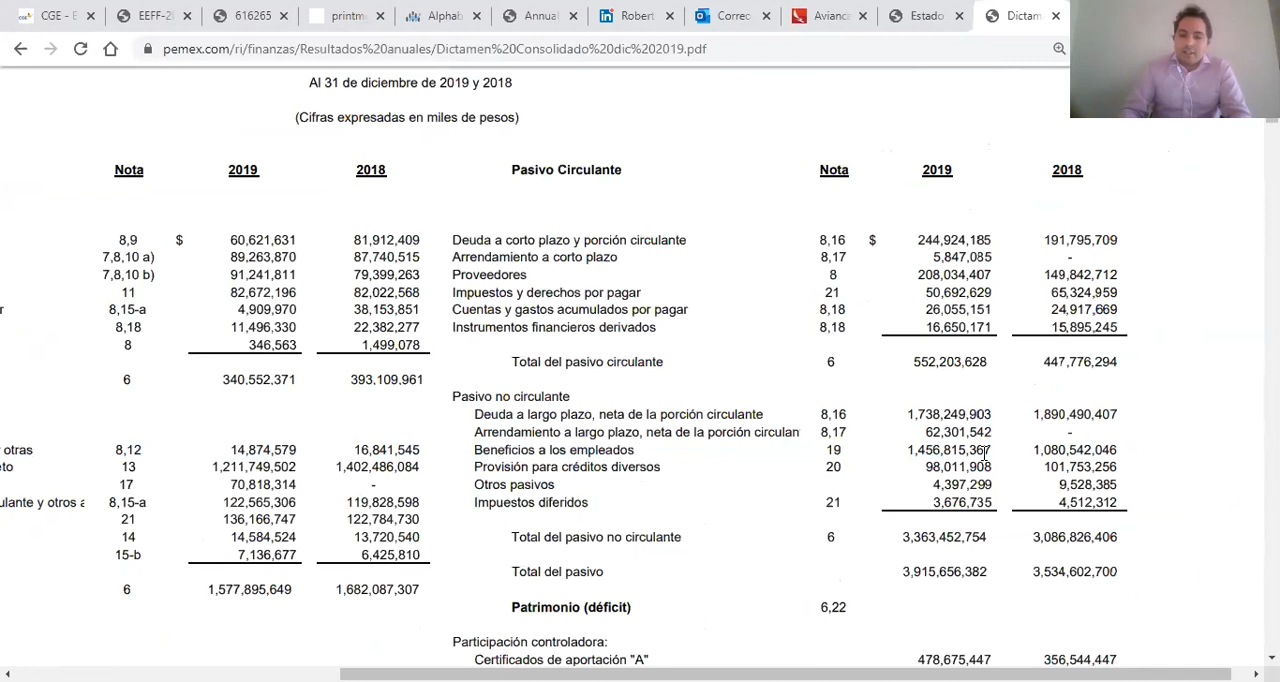 CGE - E
EEFF-2
616265
printm
Alphab
Annua
Robert
Correc
Avianc
Estado
Dictam
pemex.com/ri/finanzas/Resultados%20anuales/Dictamen%20Consolidado%20dic%202019.pdf
Al 31 de diciembre de 2019 y 2018
(Cifras expresadas en miles de pesos)
Nota 2019 2018 Pasivo Circulante Nota 2019 2018
8,9 $ 60,621,631 81,912,409 Deuda a corto plazo y porción circulante 8,16 $ 244,924,185 191,795,709
7,8,10 a) 89,263,870 87,740,515 Arrendamiento a corto plazo 8,17 5,847,085 -
7,8,10 b) 91,241,811 79,399,263 Proveedores 8 208,034,407 149,842,712
11 82,672,196 82,022,568 Impuestos y derechos por pagar 21 50,692,629 65,324,959
r 8,15-a 4,909,970 38,153,851 Cuentas y gastos acumulados por pagar 8,18 26,055,151 24,917,669
8,18 11,496,330 22,382,277 Instrumentos financieros derivados 8,18 16,650,171 15,895,245
8 346,563 1,499,078
Total del pasivo circulante 6 552,203,628 447,776,294
6 340,552,371 393,109,961
Pasivo no circulante
Deuda a largo plazo, neta de la porción circulante 8,16 1,738,249,903 1,890,490,407
Arrendamiento a largo plazo, neta de la porción circulan 8,17 62,301,542 -
y otras 8,12 14,874,579 16,841,545 Beneficios a los empleados 19 1,456,815,367 1,080,542,046
eto 13 1,211,749,502 1,402,486,084 Provisión para créditos diversos 20 98,011,908 101,753,256
17 70,818,314 - Otros pasivos 4,397,299 9,528,385
ulante y otros a 8,15-a 122,565,306 119,828,598 Impuestos diferidos 21 3,676,735 4,512,312
21 136,166,747 122,784,730
14 14,584,524 13,720,540 Total del pasivo no circulante 6 3,363,452,754 3,086,826,406
15-b 7,136,677 6,425,810
Total del pasivo 3,915,656,382 3,534,602,700
6 1,577,895,649 1,682,087,307
Patrimonio (déficit) 6,22
Participación controladora:
Certificados de aportación "A" 478,675,447 356,544,447